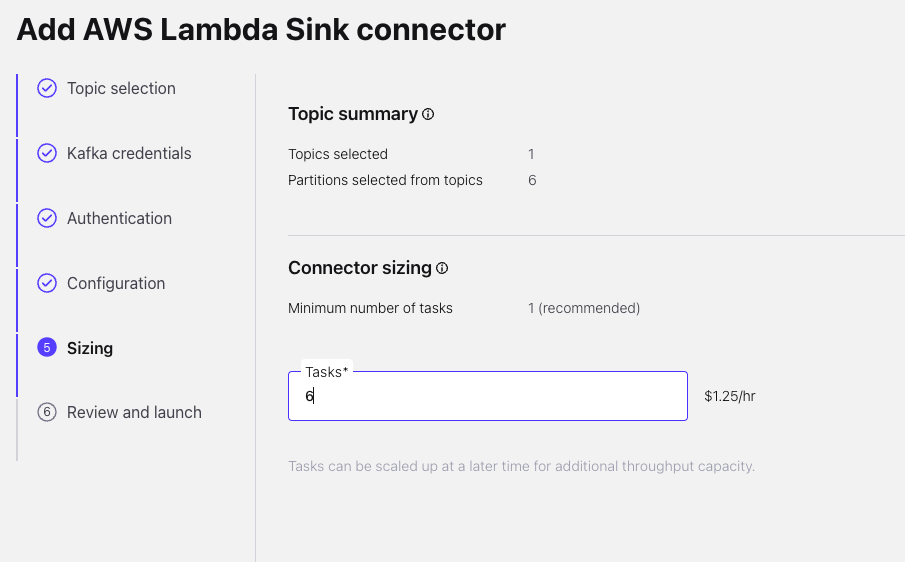 Add AWS Lambda Sink connector
Topic selection
Kafka credentials
Authentication
Configuration
5 Sizing
6 Review and launch
Topic summary
Topics selected 1
Partitions selected from topics 6
Connector sizing
Minimum number of tasks 1 (recommended)
Tasks*
6 $1.25/hr
Tasks can be scaled up at a later time for additional throughput capacity.